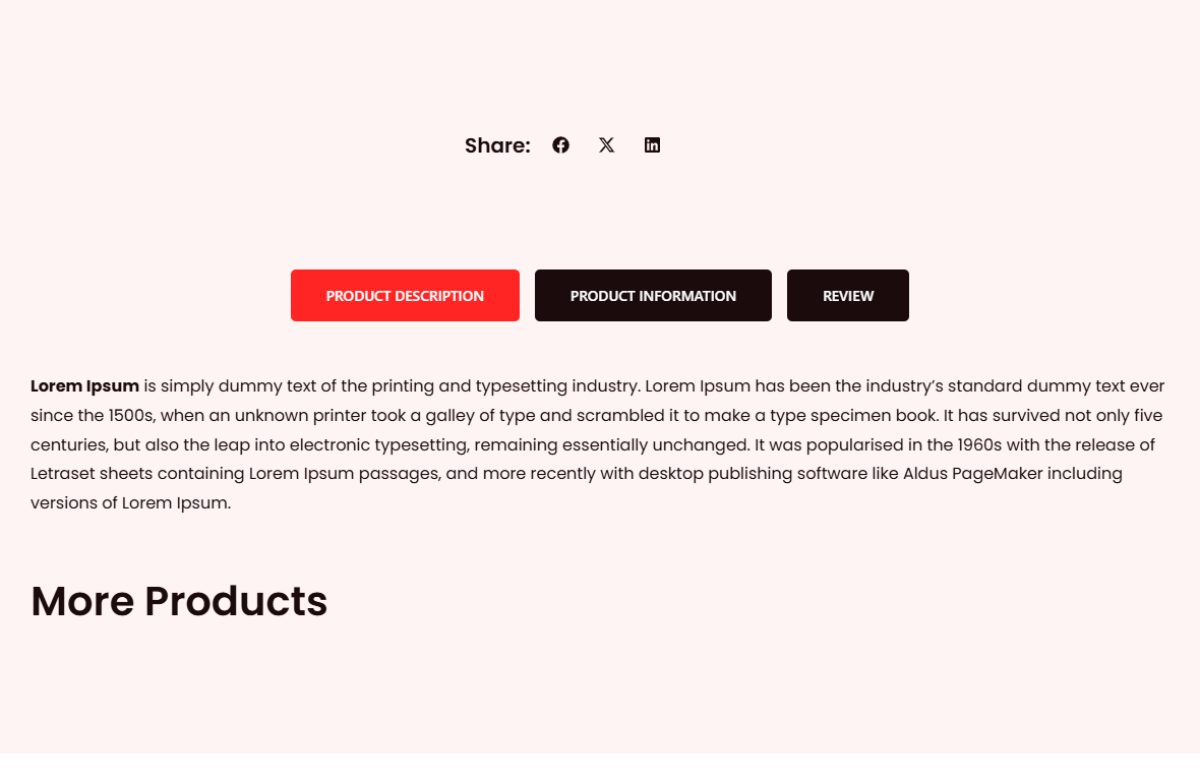 Share:
PRODUCT DESCRIPTION
PRODUCT INFORMATION
REVIEW
Lorem Ipsum is simply dummy text of the printing and typesetting industry. Lorem Ipsum has been the industry’s standard dummy text ever
since the 1500s, when an unknown printer took a galley of type and scrambled it to make a type specimen book. It has survived not only five
centuries, but also the leap into electronic typesetting, remaining essentially unchanged. It was popularised in the 1960s with the release of
Letraset sheets containing Lorem Ipsum passages, and more recently with desktop publishing software like Aldus PageMaker including
versions of Lorem Ipsum.
More Products